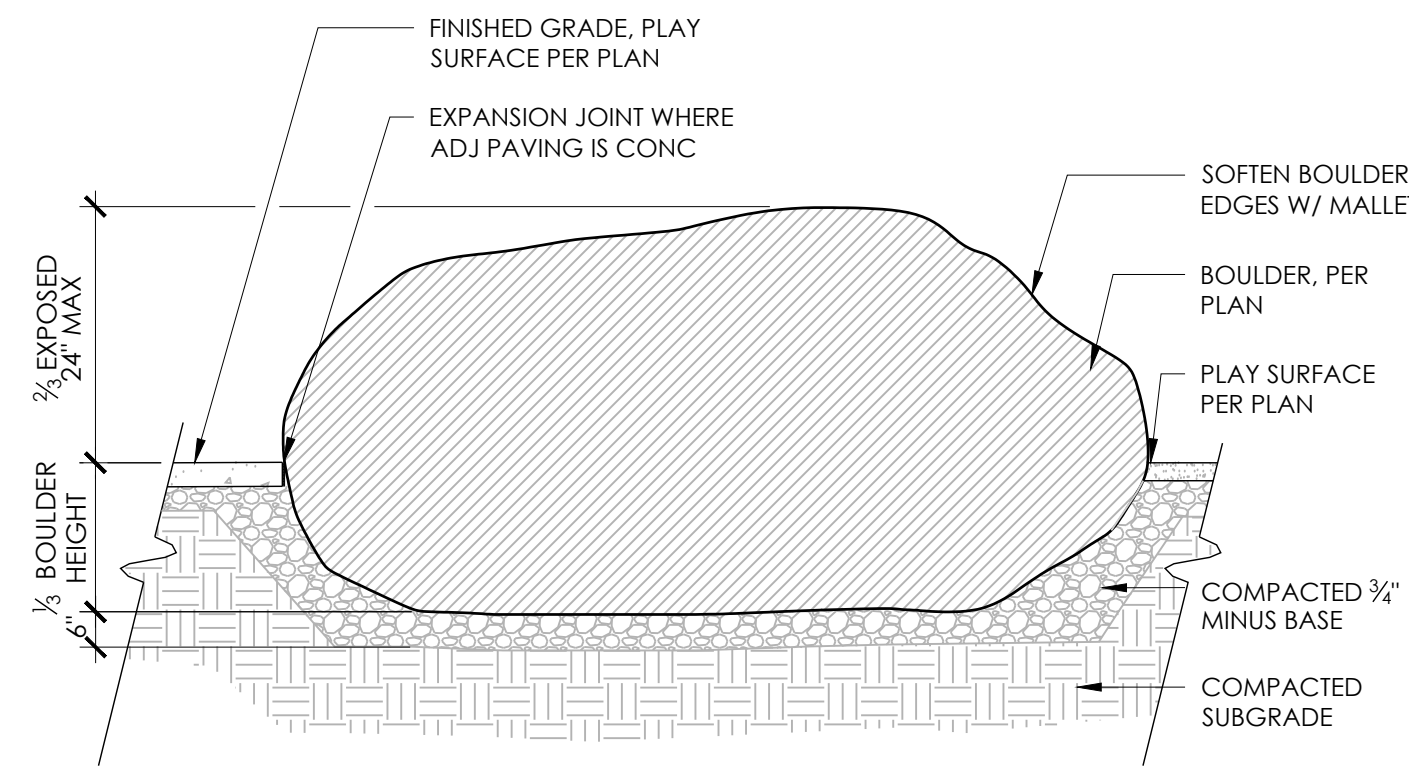 FINISHED GRADE, PLAY
SURFACE PER PLAN
EXPANSION JOINT WHERE
ADJ PAVING IS CONC
SOFTEN BOULDER
EDGES W/ MALLET
BOULDER, PER
PLAN
PLAY SURFACE
PER PLAN
COMPACTED ¾"
MINUS BASE
COMPACTED
SUBGRADE
⅔ EXPOSED
24" MAX
⅓ BOULDER
HEIGHT
6"